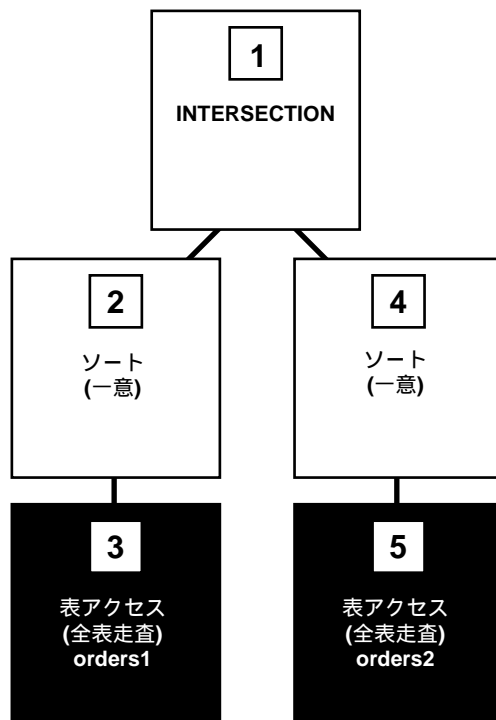 1
INTERSECTION
2
ソート
(一意)
4
ソート
(一意)
3
表アクセス
(全表走査)
orders1
5
表アクセス
(全表走査)
orders2